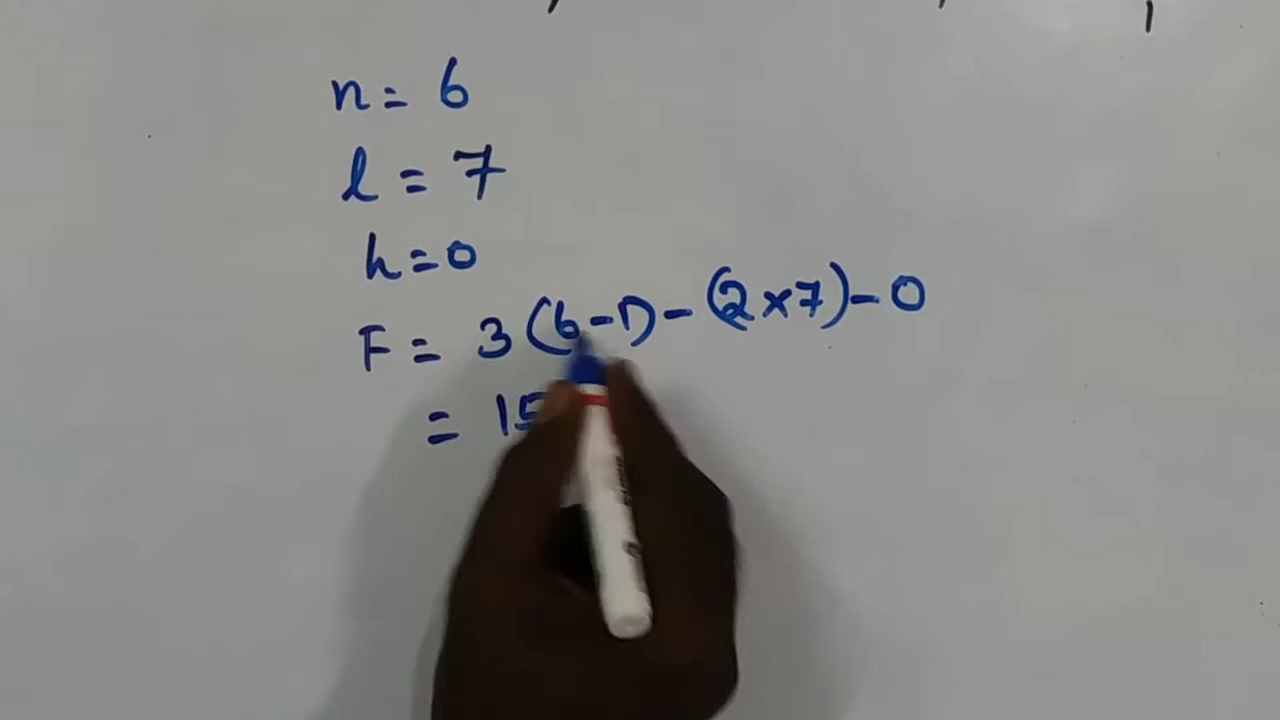 n = 6
l = 7
h = 0
F = 3 (6-1) - (2 × 7) - 0
= 15